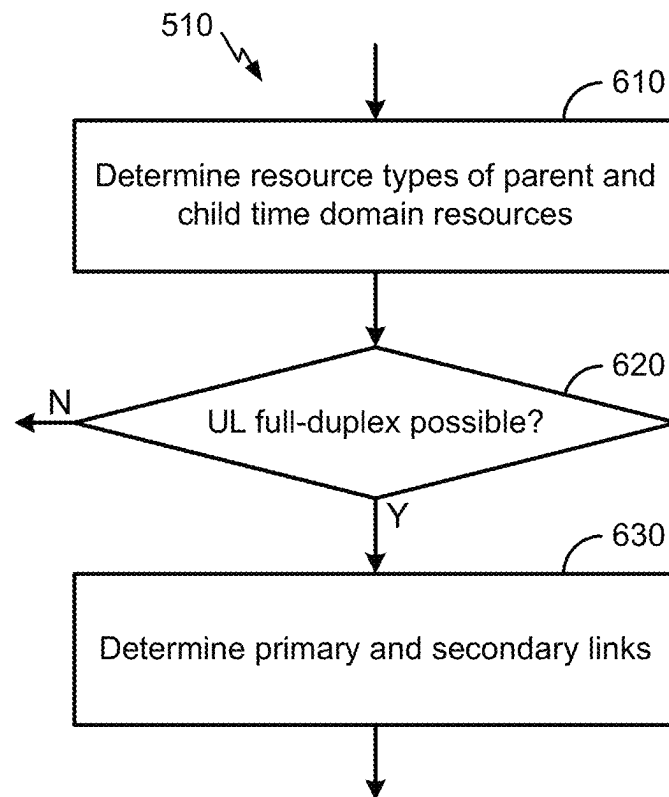 510
610
Determine resource types of parent and
child time domain resources
620
N
UL full-duplex possible?
Y
630
Determine primary and secondary links